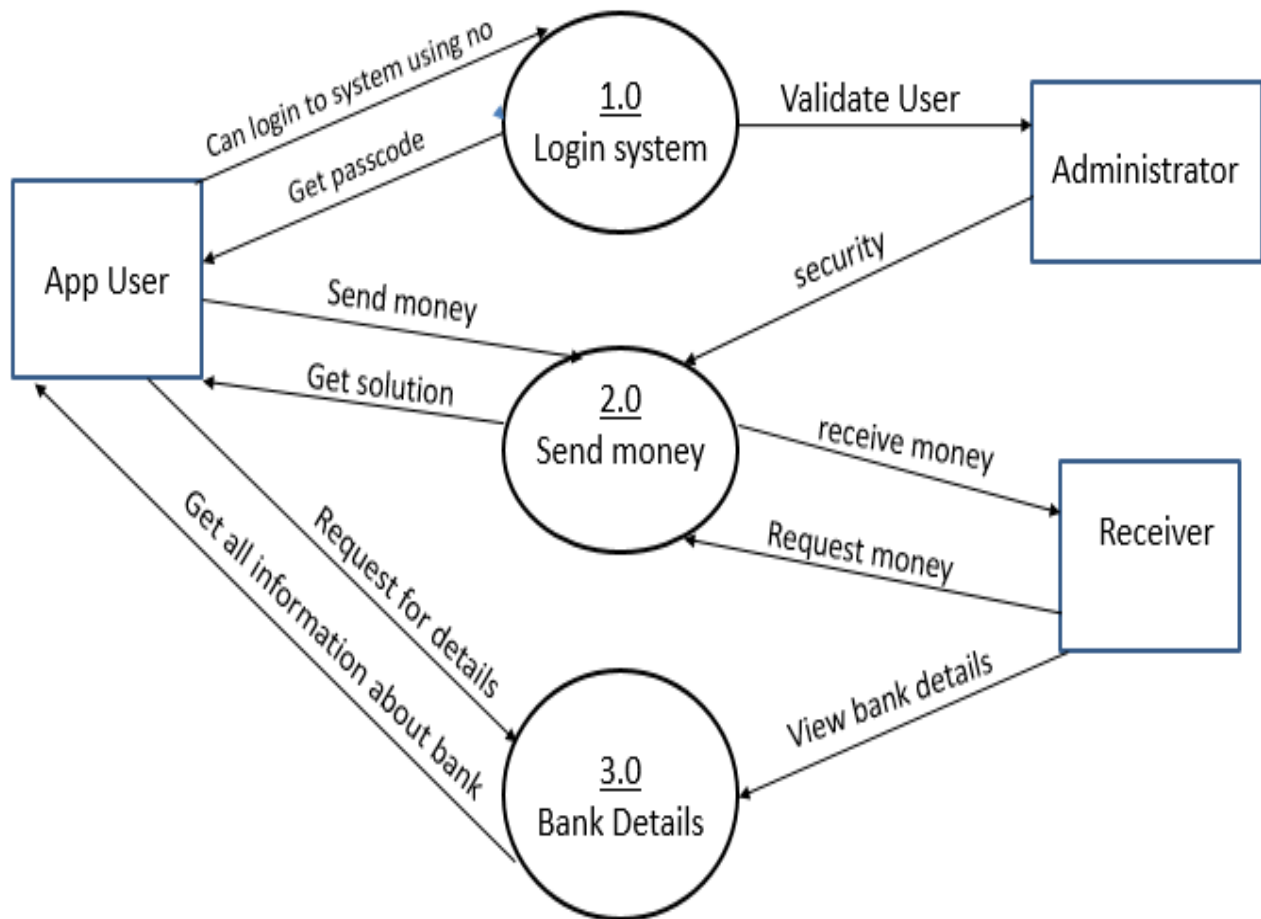 Can login to system using no
1.0
Login system
Validate User
Administrator
Get passcode
App User
security
Send money
Get solution
2.0
Send money
receive money
Request money
Receiver
Request for details
Get all information about bank
View bank details
3.0
Bank Details